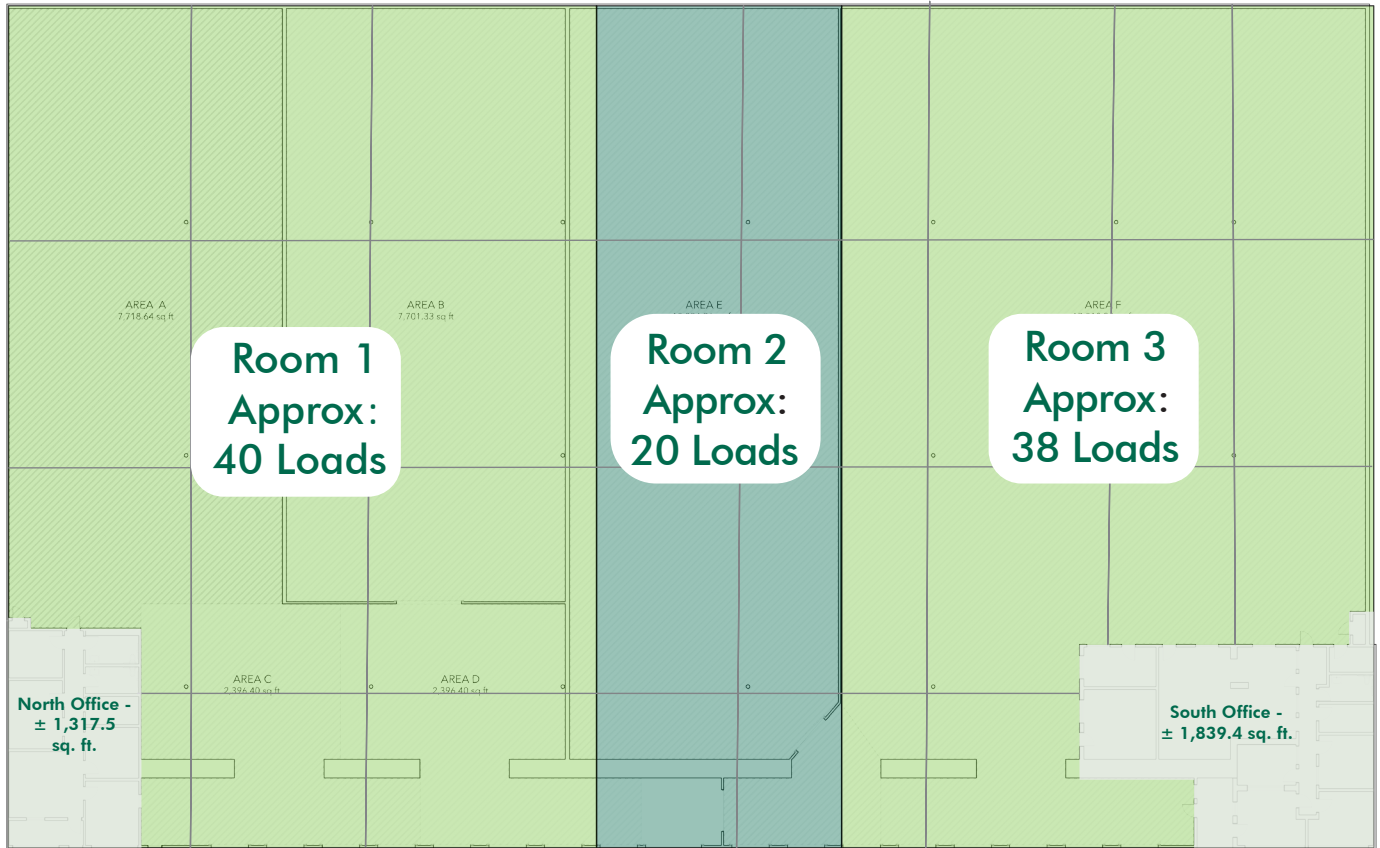 AREA A
7.718.64 sq ft
AREA B
7.701.33 sq ft
AREA E
AREA F
Room 1
Approx:
40 Loads
Room 2
Approx:
20 Loads
Room 3
Approx:
38 Loads
AREA C
2.396.40 sq ft
AREA D
2.396.40 sq ft
North Office -
± 1,317.5
sq. ft.
South Office -
± 1,839.4 sq. ft.